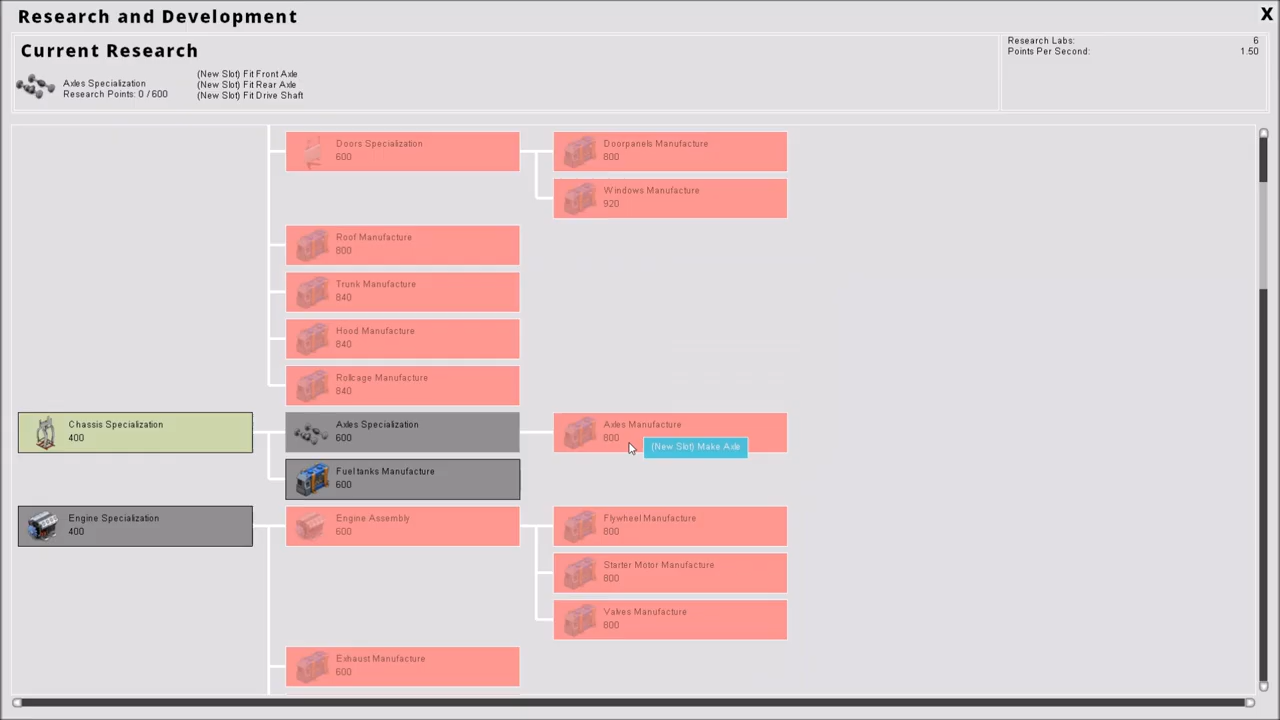 Research and Development
X
Current Research
Axles Specialization
Research Points: 0 / 600
(New Slot) Fit Front Axle
(New Slot) Fit Rear Axle
(New Slot) Fit Drive Shaft
Research Labs: 6
Points Per Second: 1.50
Doors Specialization
600
Doorpanels Manufacture
800
Windows Manufacture
920
Roof Manufacture
800
Trunk Manufacture
840
Hood Manufacture
840
Rollcage Manufacture
840
Chassis Specialization
400
Axles Specialization
600
Axles Manufacture
800
(New Slot) Make Axle
Fuel tanks Manufacture
600
Engine Specialization
400
Engine Assembly
600
Flywheel Manufacture
800
Starter Motor Manufacture
800
Valves Manufacture
800
Exhaust Manufacture
600